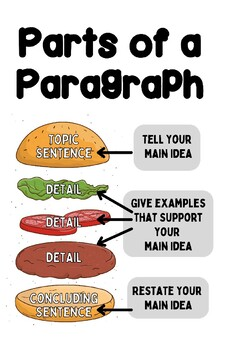 Parts of a
Paragraph
TOPIC
SENTENCE
TELL YOUR
MAIN IDEA
DETAIL
DETAIL
DETAIL
GIVE EXAMPLES
THAT SUPPORT
YOUR
MAIN IDEA
CONCLUDING
SENTENCE
RESTATE YOUR
MAIN IDEA